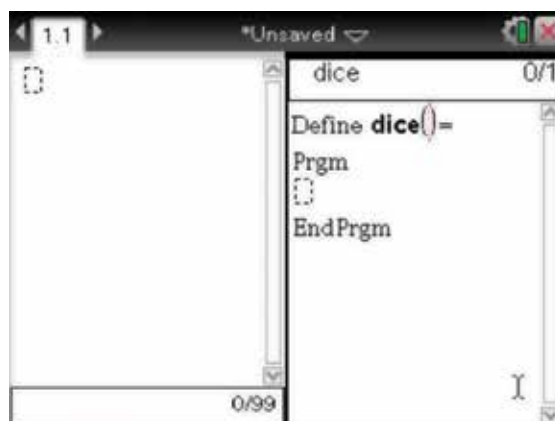 1.1
*Unsaved
dice 0/1
Define dice()=
Prgm
EndPrgm
0/99